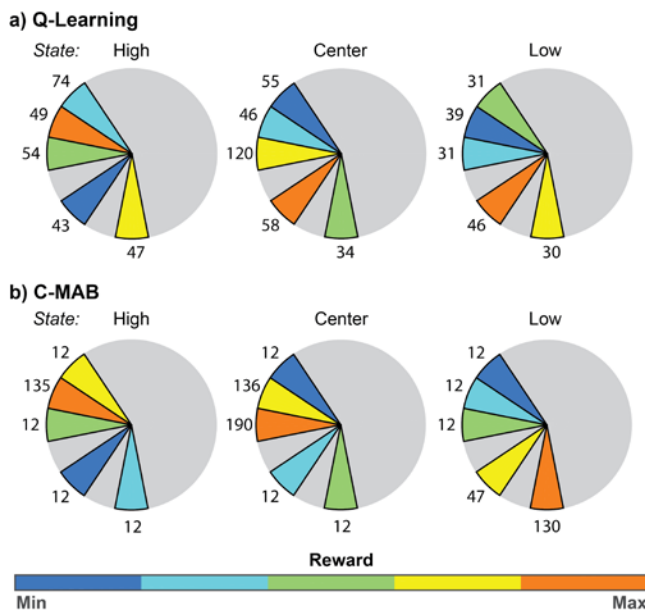 a) Q-Learning
State: High Center Low
74 55 31
49 46 39
54 120 31
43 58 46
47 34 30
b) C-MAB
State: High Center Low
12 12 12
135 136 12
12 190 12
12 12 47
12 12 130
Reward
Min Max